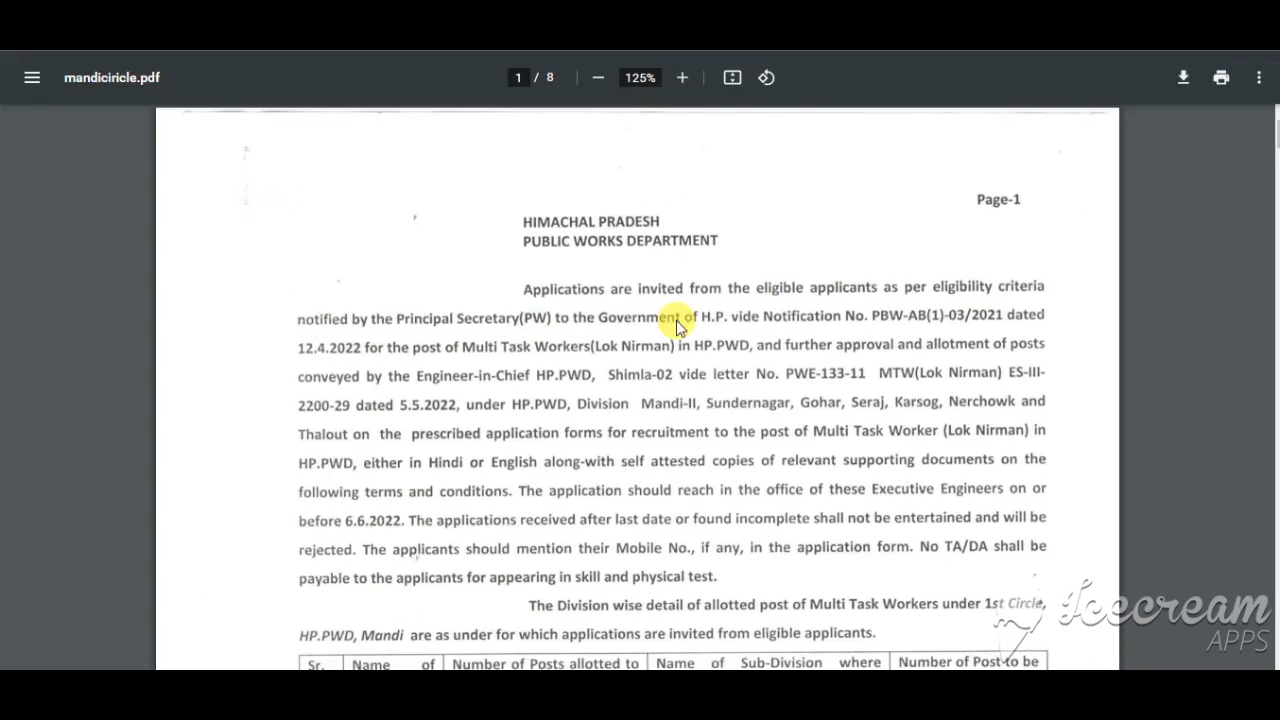 mandiciricle.pdf
1 / 8
125%
Page-1
HIMACHAL PRADESH
PUBLIC WORKS DEPARTMENT
Applications are invited from the eligible applicants as per eligibility criteria
notified by the Principal Secretary(PW) to the Government of H.P. vide Notification No. PBW-AB(1)-03/2021 dated
12.4.2022 for the post of Multi Task Workers(Lok Nirman) in HP.PWD, and further approval and allotment of posts
conveyed by the Engineer-in-Chief HP.PWD, Shimla-02 vide letter No. PWE-133-11 MTW(Lok Nirman) ES-III-
2200-29 dated 5.5.2022, under HP.PWD, Division Mandi-II, Sundernagar, Gohar, Seraj, Karsog, Nerchowk and
Thalout on the prescribed application forms for recruitment to the post of Multi Task Worker (Lok Nirman) in
HP.PWD, either in Hindi or English along-with self attested copies of relevant supporting documents on the
following terms and conditions. The application should reach in the office of these Executive Engineers on or
before 6.6.2022. The applications received after last date or found incomplete shall not be entertained and will be
rejected. The applicants should mention their Mobile No., if any, in the application form. No TA/DA shall be
payable to the applicants for appearing in skill and physical test.
The Division wise detail of allotted post of Multi Task Workers under 1st Circle,
HP.PWD, Mandi are as under for which applications are invited from eligible applicants.
Sr. Name of Number of Posts allotted to Name of Sub-Division where Number of Post to be
Icecream
APPS